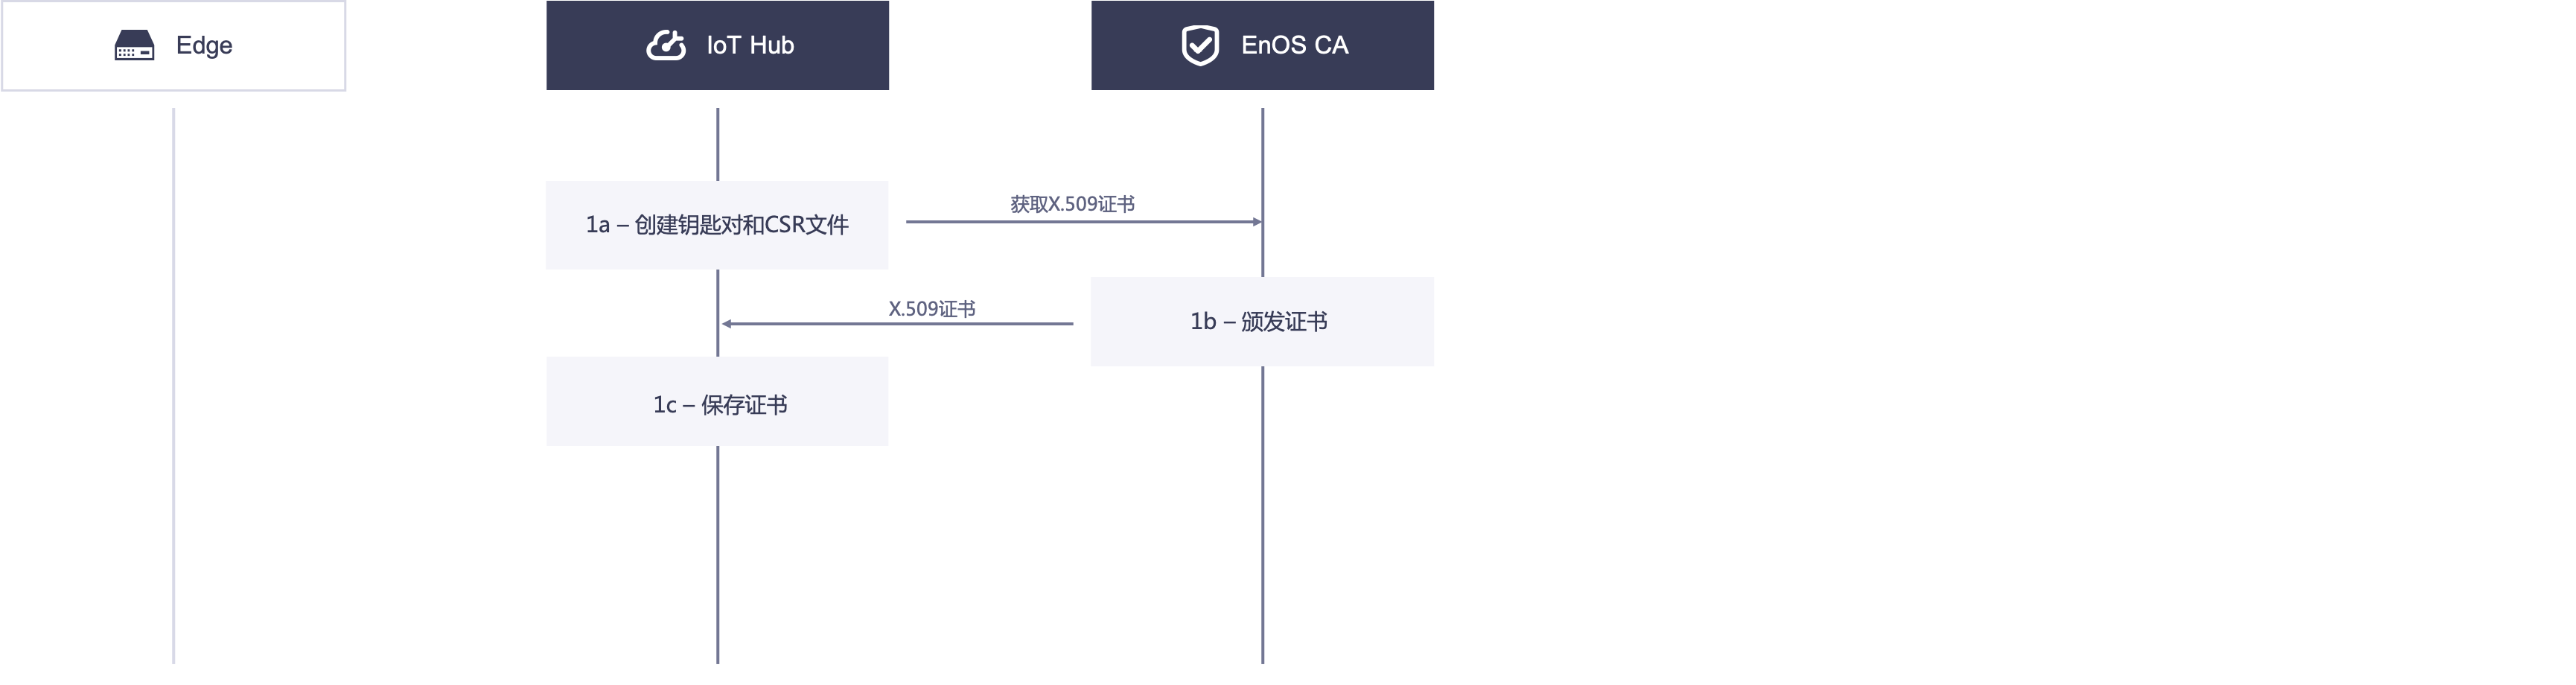 Edge
IoT Hub
EnOS CA
获取X.509证书
1a – 创建钥匙对和CSR文件
X.509证书
1b – 颁发证书
1c – 保存证书